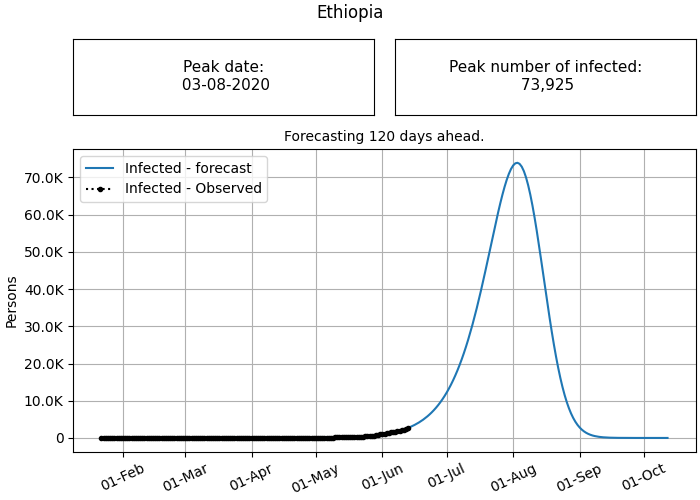 Ethiopia
Peak date:
03-08-2020
Peak number of infected:
73,925
Forecasting 120 days ahead.
Infected - forecast
Infected - Observed
Persons
70.0K
60.0K
50.0K
40.0K
30.0K
20.0K
10.0K
0
01-Feb
01-Mar
01-Apr
01-May
01-Jun
01-Jul
01-Aug
01-Sep
01-Oct